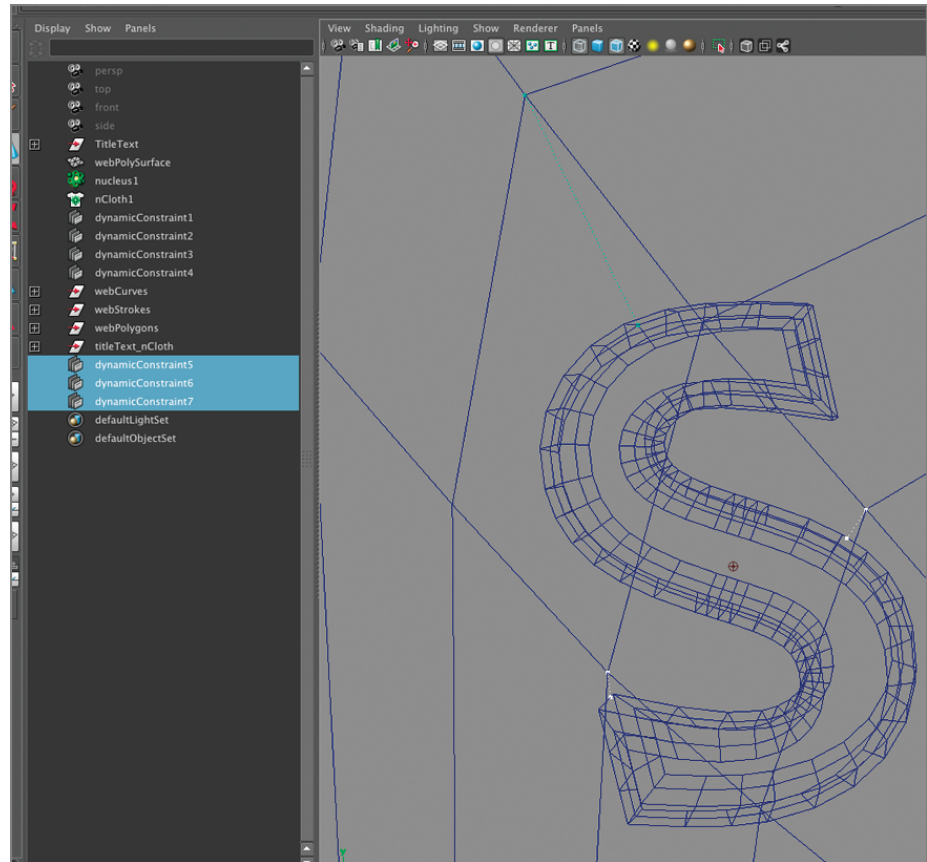 Display Show Panels
View Shading Lighting Show Renderer Panels
persp
top
front
side
TitleText
webPolySurface
nucleus1
nCloth1
dynamicConstraint1
dynamicConstraint2
dynamicConstraint3
dynamicConstraint4
webCurves
webStrokes
webPolygons
titleText_nCloth
dynamicConstraint5
dynamicConstraint6
dynamicConstraint7
defaultLightSet
defaultObjectSet
S